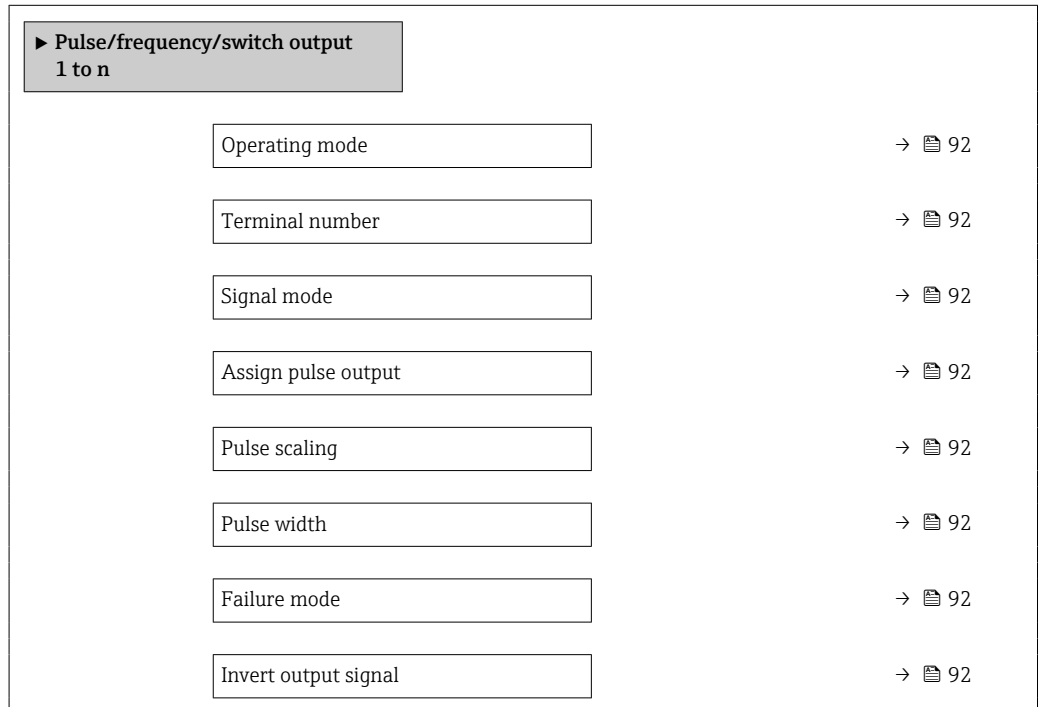 ► Pulse/frequency/switch output
1 to n
Operating mode → 92
Terminal number → 92
Signal mode → 92
Assign pulse output → 92
Pulse scaling → 92
Pulse width → 92
Failure mode → 92
Invert output signal → 92